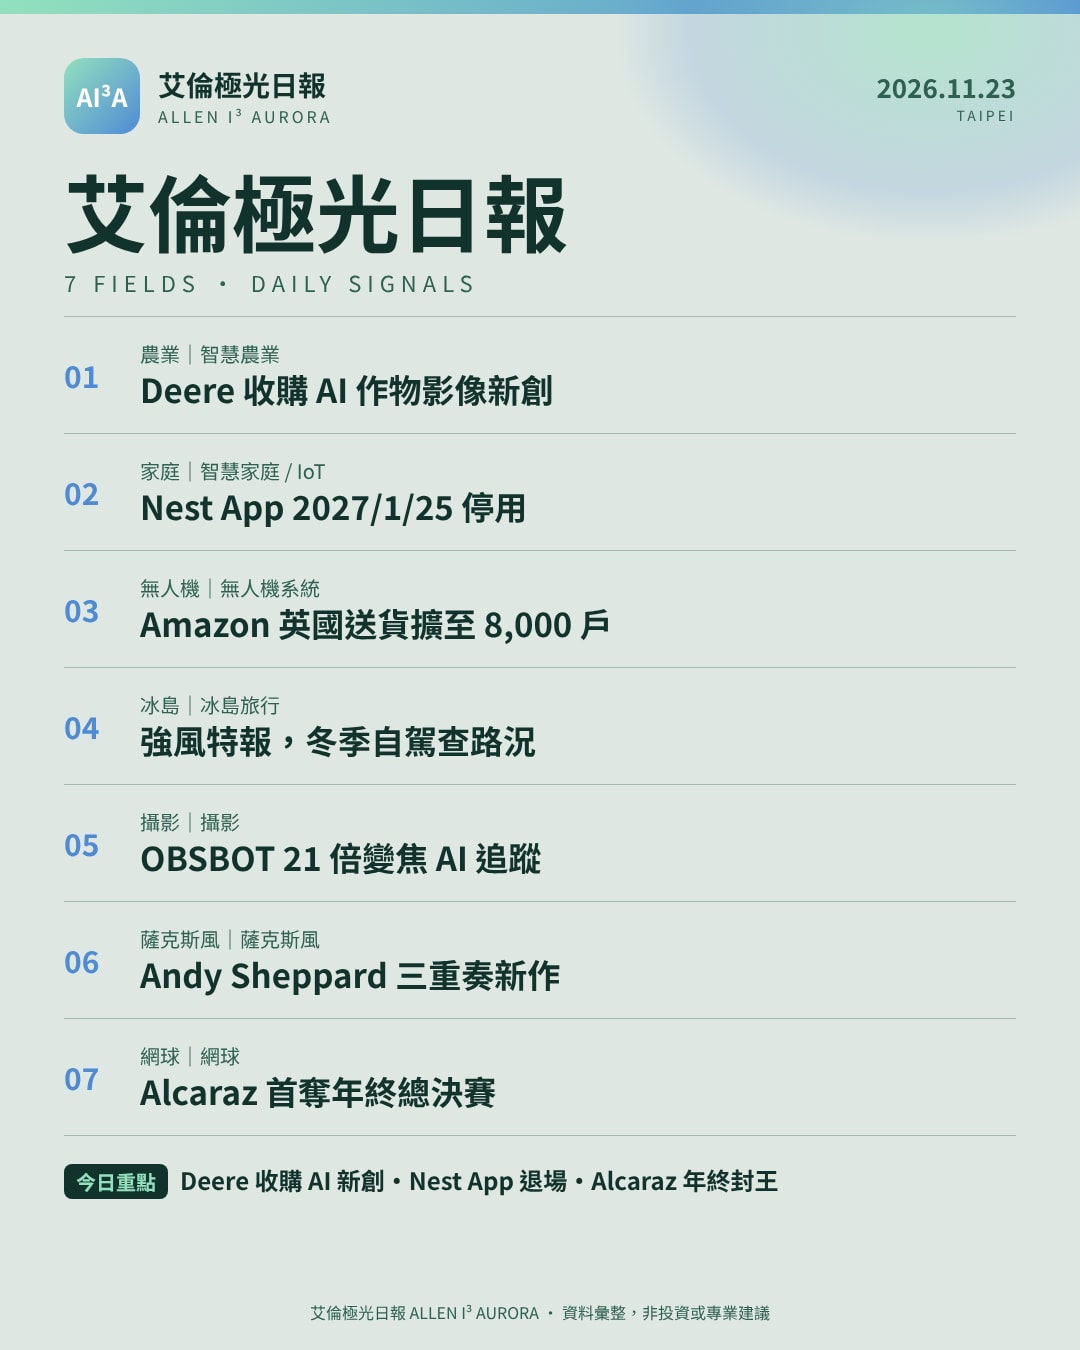 AI³A
艾倫極光日報
ALLEN I³ AURORA
2026.11.23
TAIPEI
艾倫極光日報
7 FIELDS · DAILY SIGNALS
01
農業｜智慧農業
Deere 收購 AI 作物影像新創
02
家庭｜智慧家庭 / IoT
Nest App 2027/1/25 停用
03
無人機｜無人機系統
Amazon 英國送貨擴至 8,000 戶
04
冰島｜冰島旅行
強風特報，冬季自駕查路況
05
攝影｜攝影
OBSBOT 21 倍變焦 AI 追蹤
06
薩克斯風｜薩克斯風
Andy Sheppard 三重奏新作
07
網球｜網球
Alcaraz 首奪年終總決賽
今日重點 Deere 收購 AI 新創・Nest App 退場・Alcaraz 年終封王
艾倫極光日報 ALLEN I³ AURORA · 資料彙整，非投資或專業建議